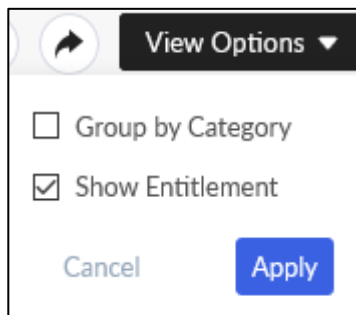 View Options
Group by Category
Show Entitlement
Cancel Apply